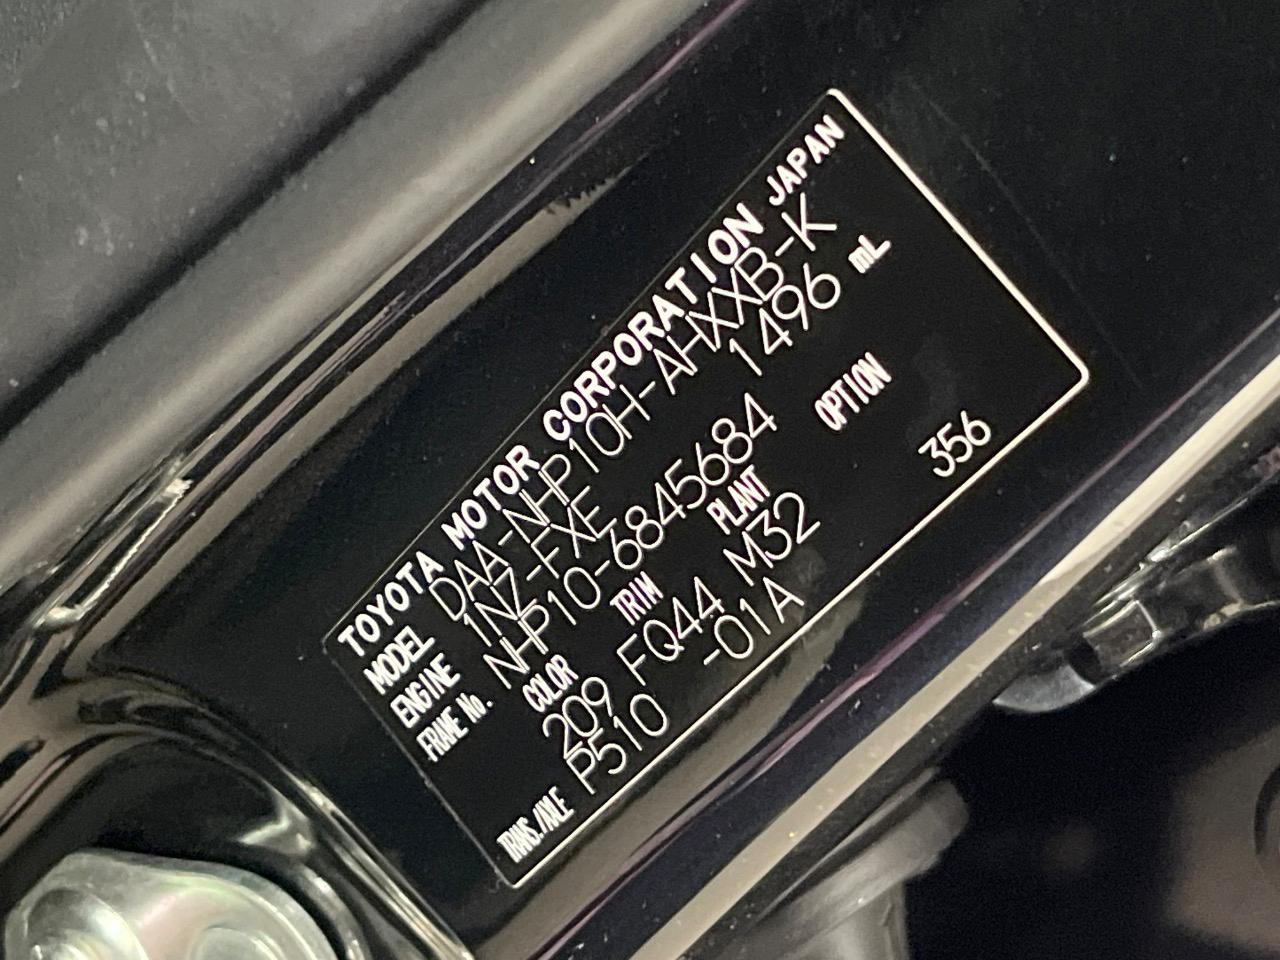 TOYOTA MOTOR CORPORATION JAPAN
MODEL DAA-NHP10H-AHXXB-K
ENGINE 1NZ-FXE 1496 mL
FRAME No. NHP10-6845684
COLOR TRIM PLANT OPTION
209 FQ44 M32 356
TRANS./AXLE P510 -01A